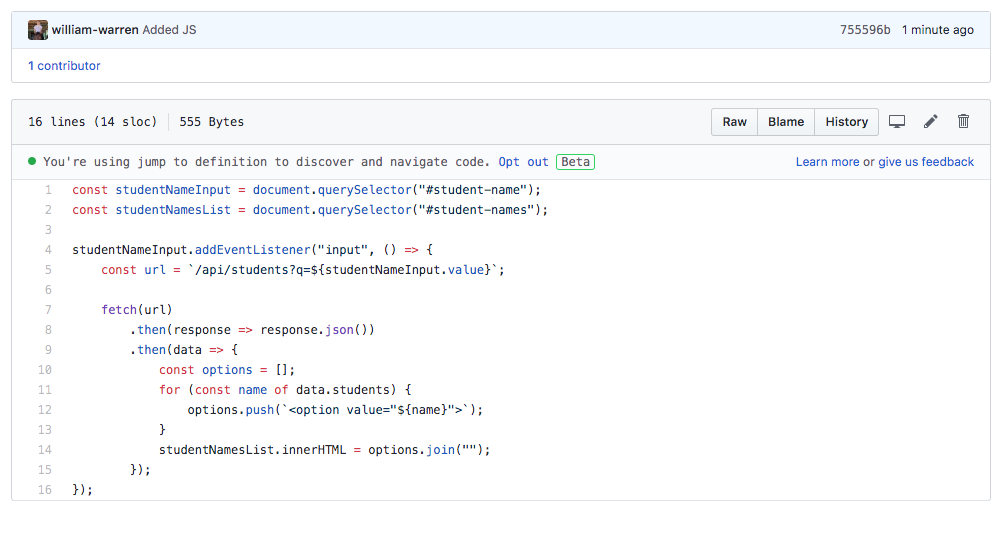 william-warren Added JS 755596b 1 minute ago
1 contributor
16 lines (14 sloc) 555 Bytes Raw Blame History
You're using jump to definition to discover and navigate code. Opt out Beta Learn more or give us feedback
1 const studentNameInput = document.querySelector("#student-name");
2 const studentNamesList = document.querySelector("#student-names");
3
4 studentNameInput.addEventListener("input", () => {
5     const url = `/api/students?q=${studentNameInput.value}`;
6
7     fetch(url)
8         .then(response => response.json())
9         .then(data => {
10             const options = [];
11             for (const name of data.students) {
12                 options.push(`<option value="${name}">`);
13             }
14             studentNamesList.innerHTML = options.join("");
15         });
16 });